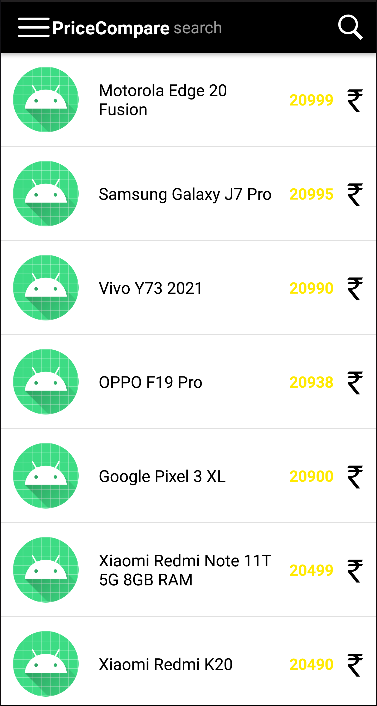 PriceCompare search
Motorola Edge 20
Fusion
20999 ₹
Samsung Galaxy J7 Pro 20995 ₹
Vivo Y73 2021 20990 ₹
OPPO F19 Pro 20938 ₹
Google Pixel 3 XL 20900 ₹
Xiaomi Redmi Note 11T
5G 8GB RAM
20499 ₹
Xiaomi Redmi K20 20490 ₹